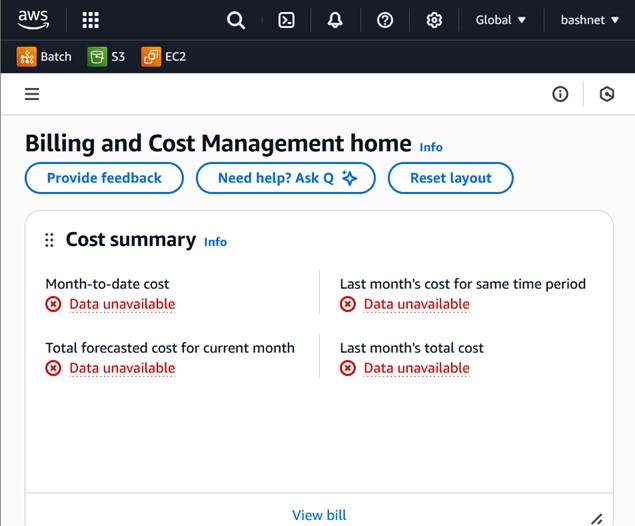 aws Global ▼ bashnet ▼
Batch S3 EC2
Billing and Cost Management home Info
Provide feedback Need help? Ask Q Reset layout
Cost summary Info
Month-to-date cost
Data unavailable
Last month's cost for same time period
Data unavailable
Total forecasted cost for current month
Data unavailable
Last month's total cost
Data unavailable
View bill